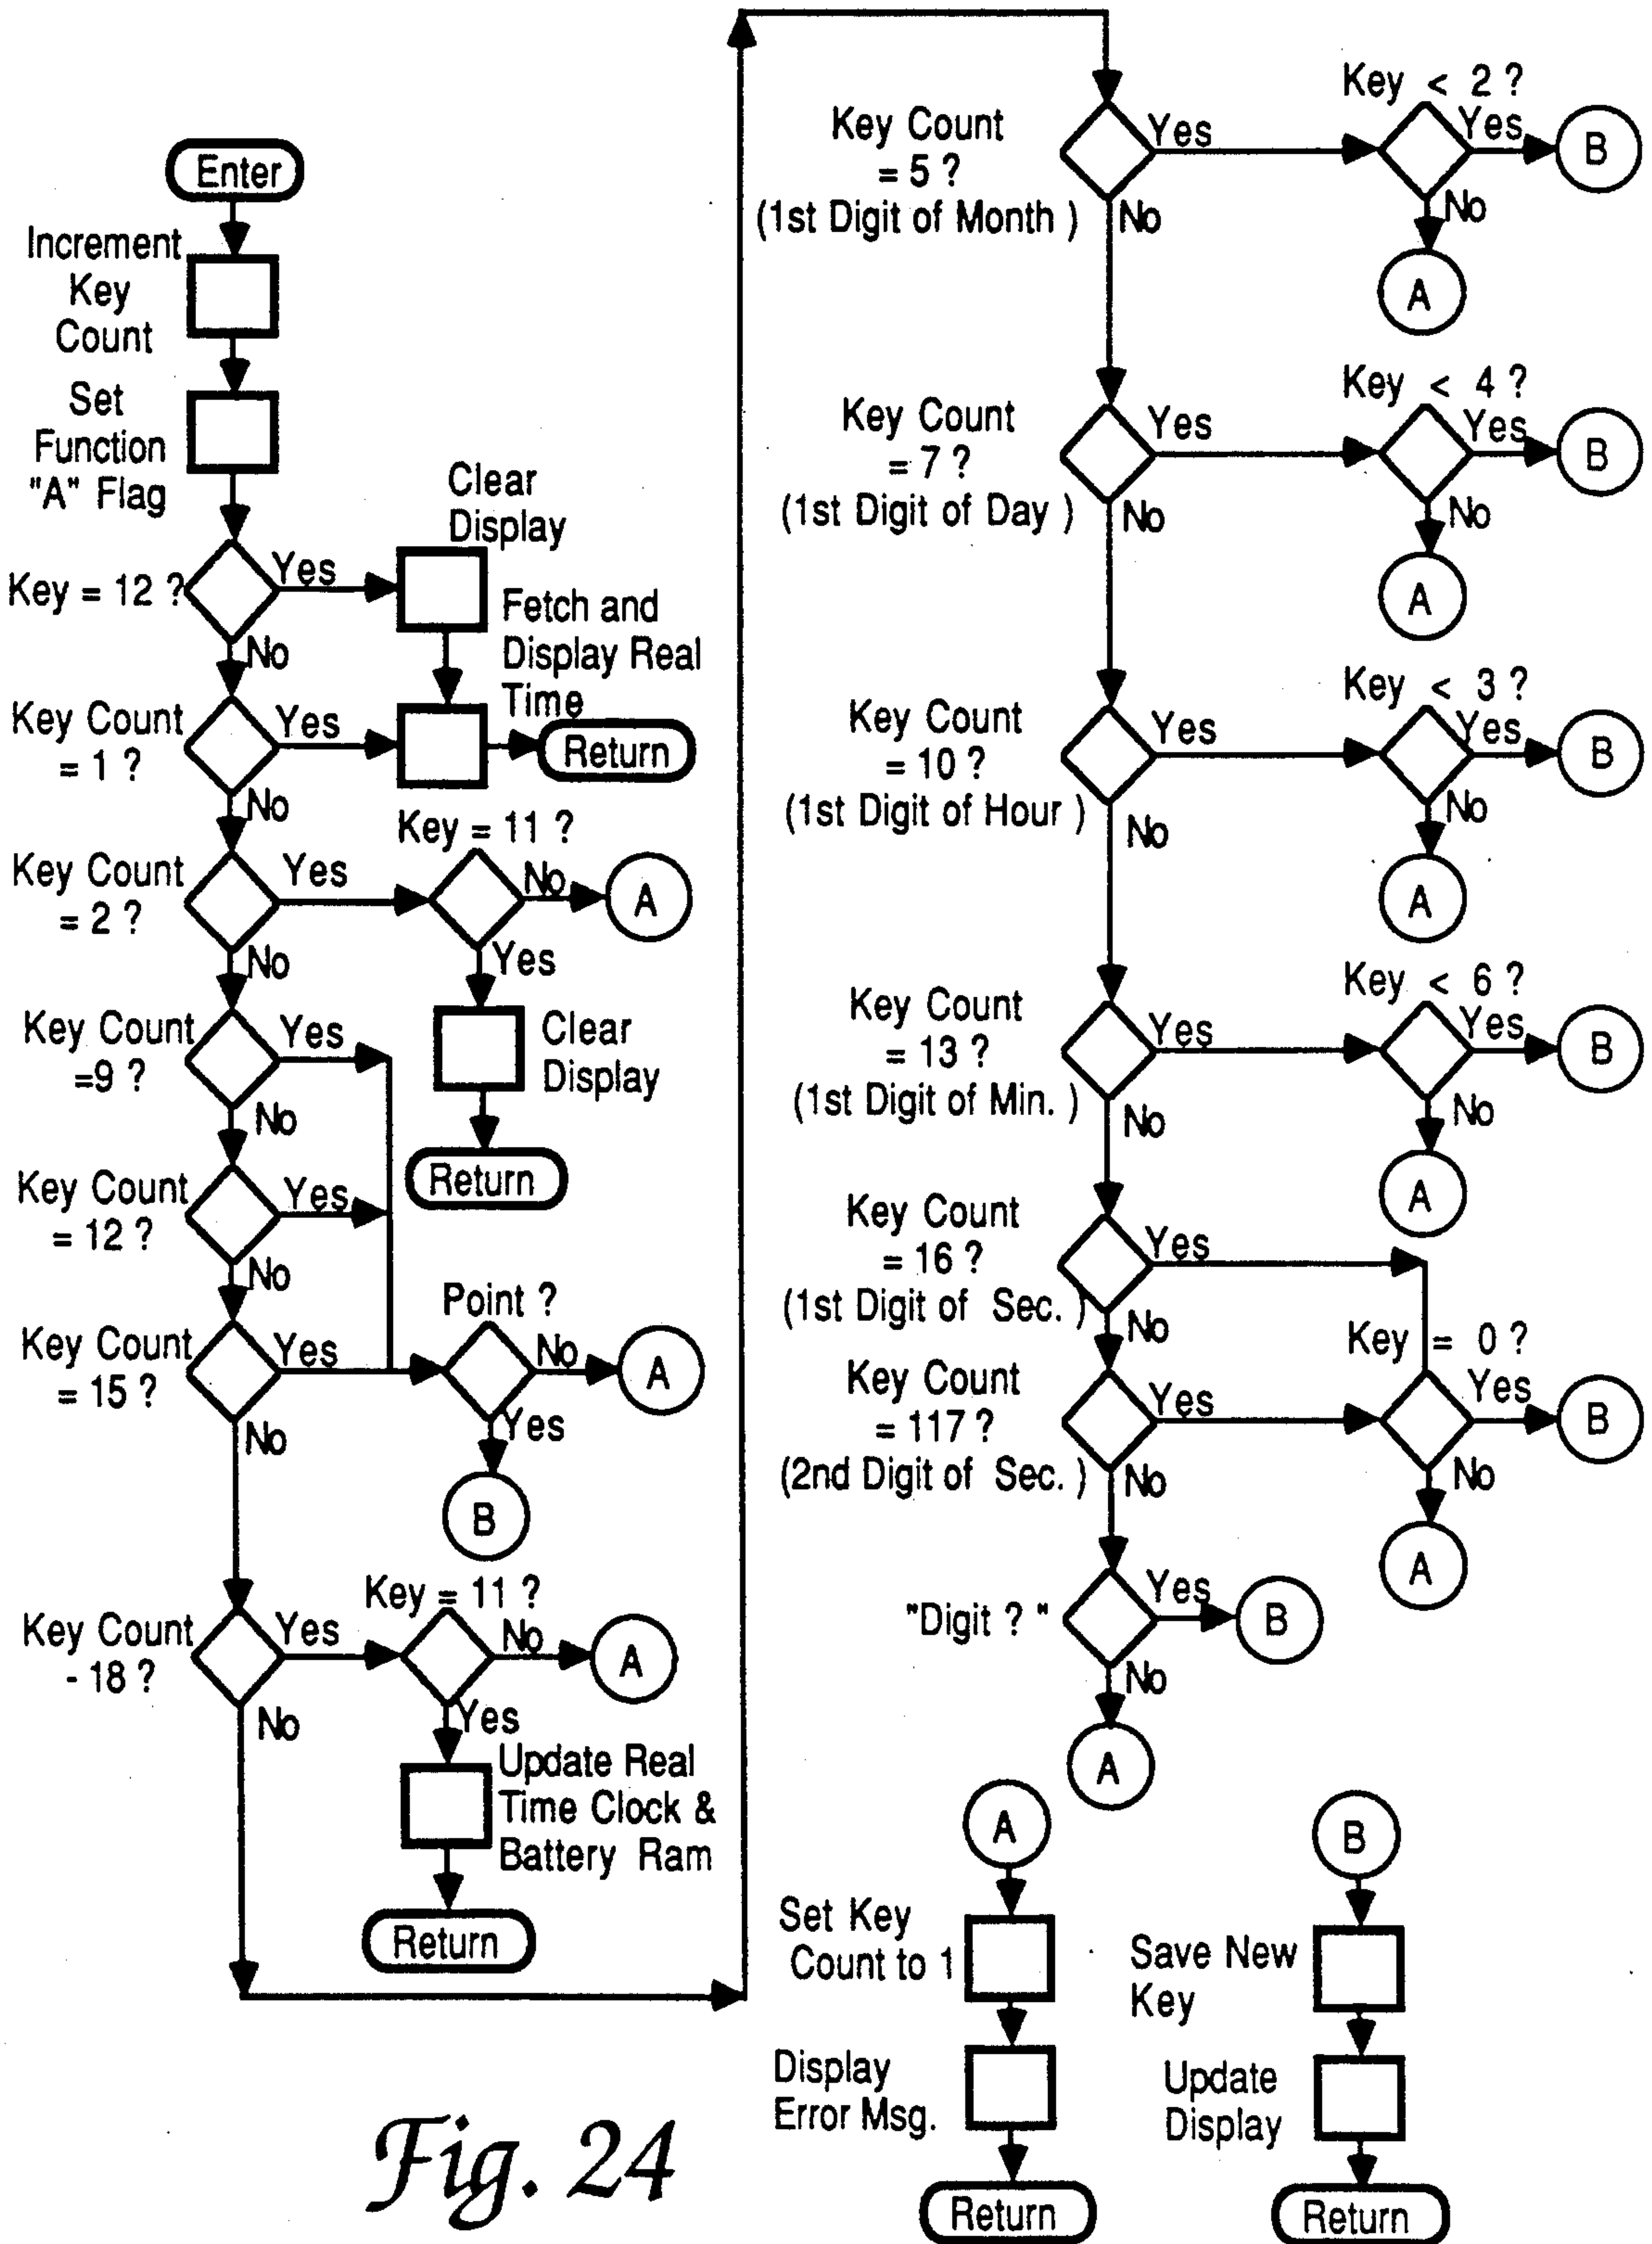 Enter
Increment
Key
Count
Set
Function
"A" Flag
Key = 12 ?
Yes
No
Clear
Display
Fetch and
Display Real
Time
Return
Key Count
= 1 ?
Yes
No
Key Count
= 2 ?
Yes
No
Key = 11 ?
No
A
Yes
Clear
Display
Return
Key Count
=9 ?
Yes
No
Key Count
= 12 ?
Yes
No
Key Count
= 15 ?
Yes
No
Point ?
No
A
Yes
B
Key Count
- 18 ?
Yes
No
Key = 11 ?
No
A
Yes
Update Real
Time Clock &
Battery Ram
Return
Key Count
= 5 ?
(1st Digit of Month )
Yes
No
Key < 2 ?
Yes
B
No
A
Key Count
= 7 ?
(1st Digit of Day )
Yes
No
Key < 4 ?
Yes
B
No
A
Key Count
= 10 ?
(1st Digit of Hour )
Yes
No
Key < 3 ?
Yes
B
No
A
Key Count
= 13 ?
(1st Digit of Min. )
Yes
No
Key < 6 ?
Yes
B
No
A
Key Count
= 16 ?
(1st Digit of Sec. )
Yes
No
Key = 0 ?
Key Count
= 117 ?
(2nd Digit of Sec. )
Yes
No
Yes
B
No
A
"Digit ? "
Yes
B
No
A
A
Set Key
Count to 1
Display
Error Msg.
Return
B
Save New
Key
Update
Display
Return
Fig. 24